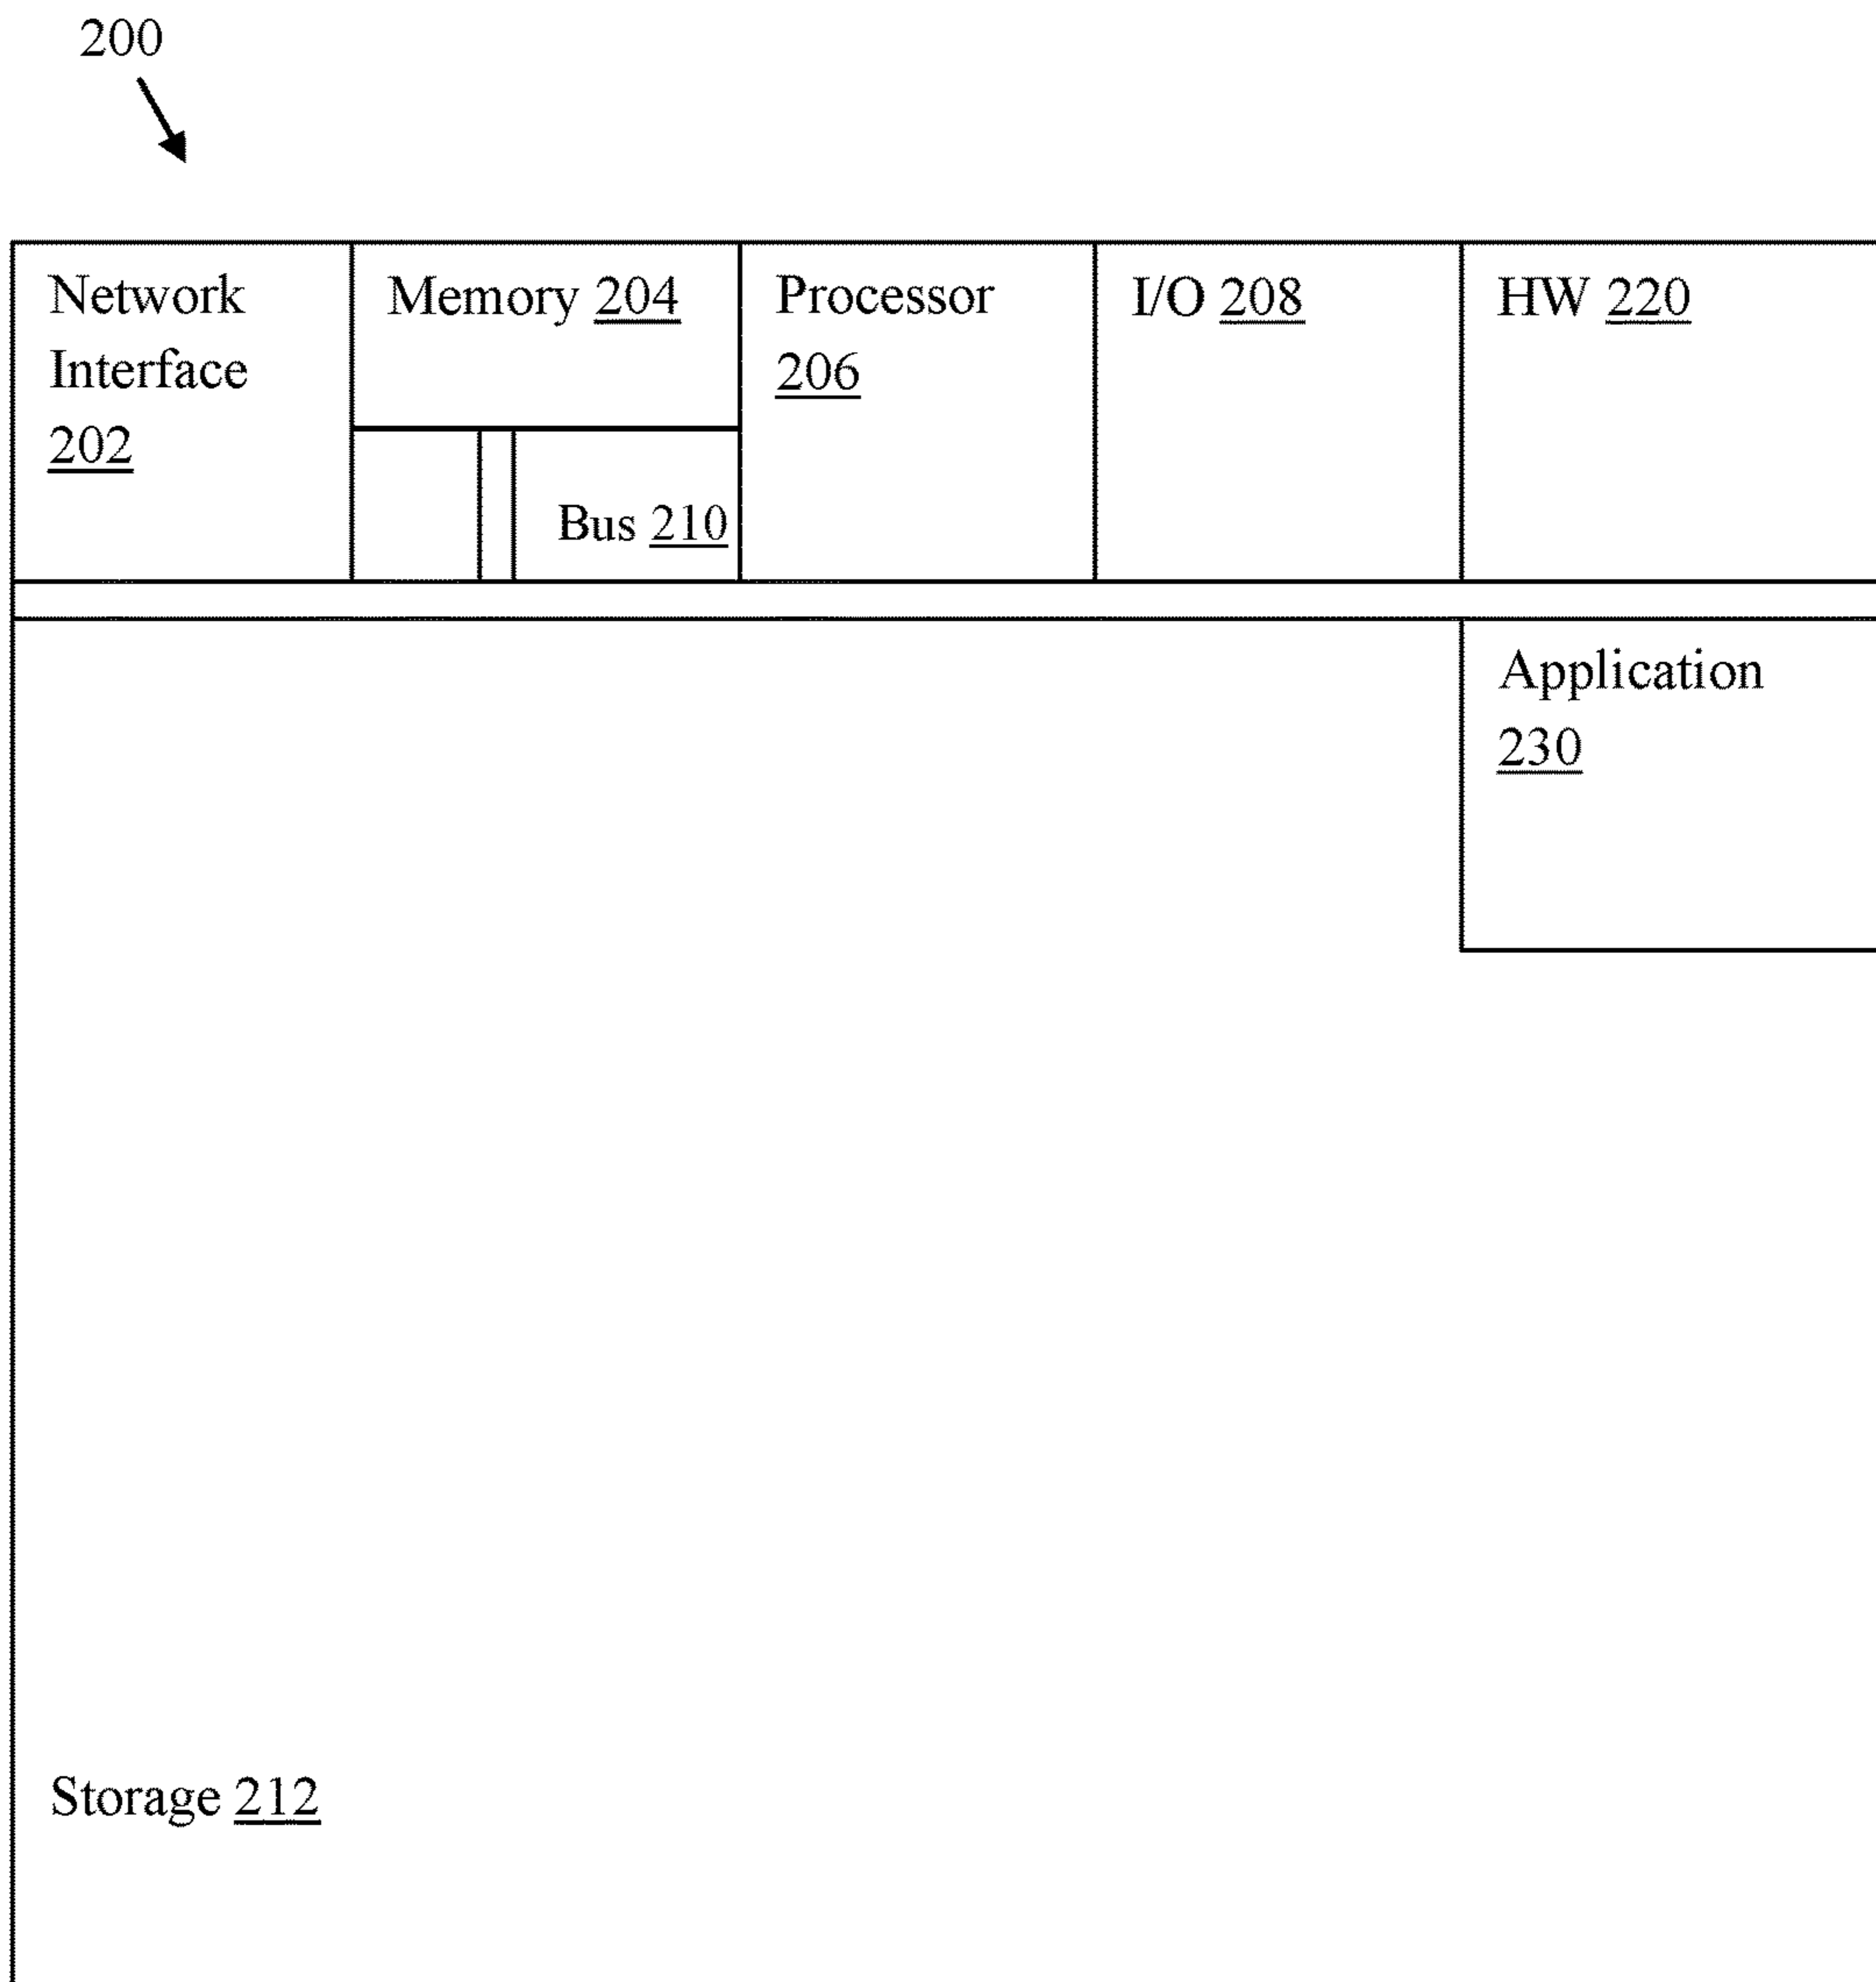 200
Network
Interface
202
Memory 204
Bus 210
Processor
206
I/O 208
HW 220
Application
230
Storage 212